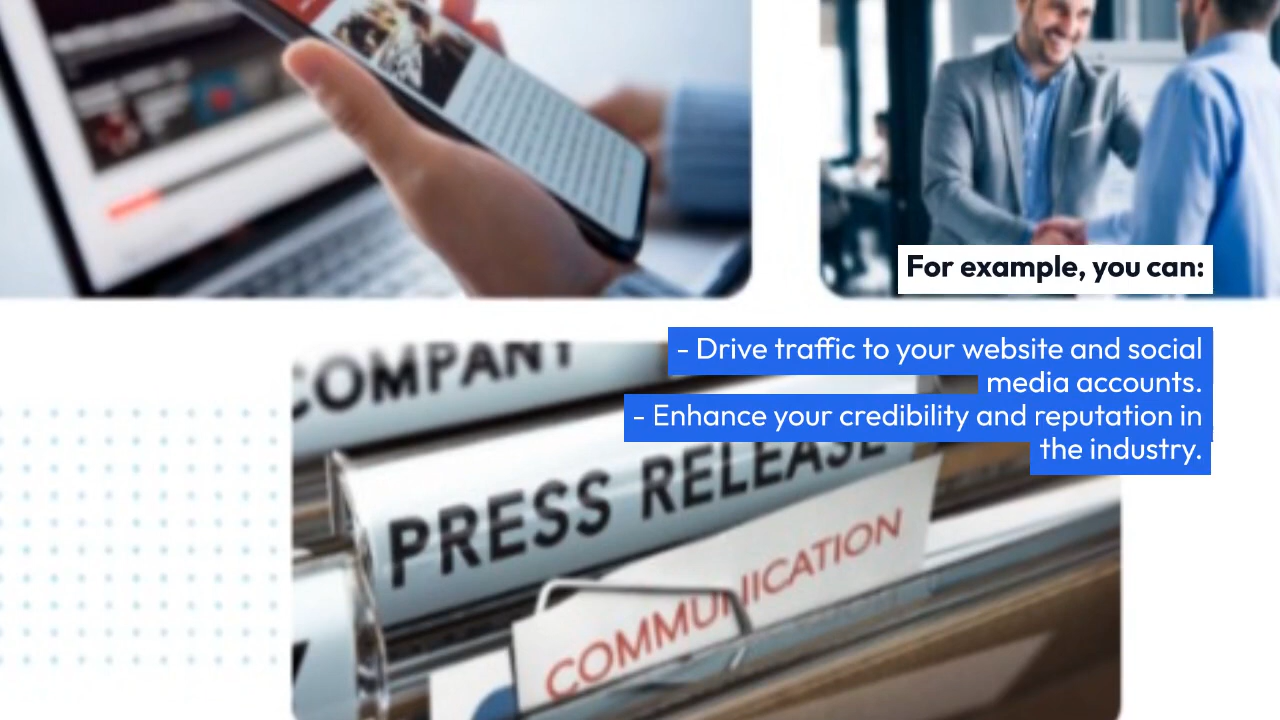 For example, you can:
- Drive traffic to your website and social
media accounts.
- Enhance your credibility and reputation in
the industry.
COMPANY
PRESS RELEASE
COMMUNICATION